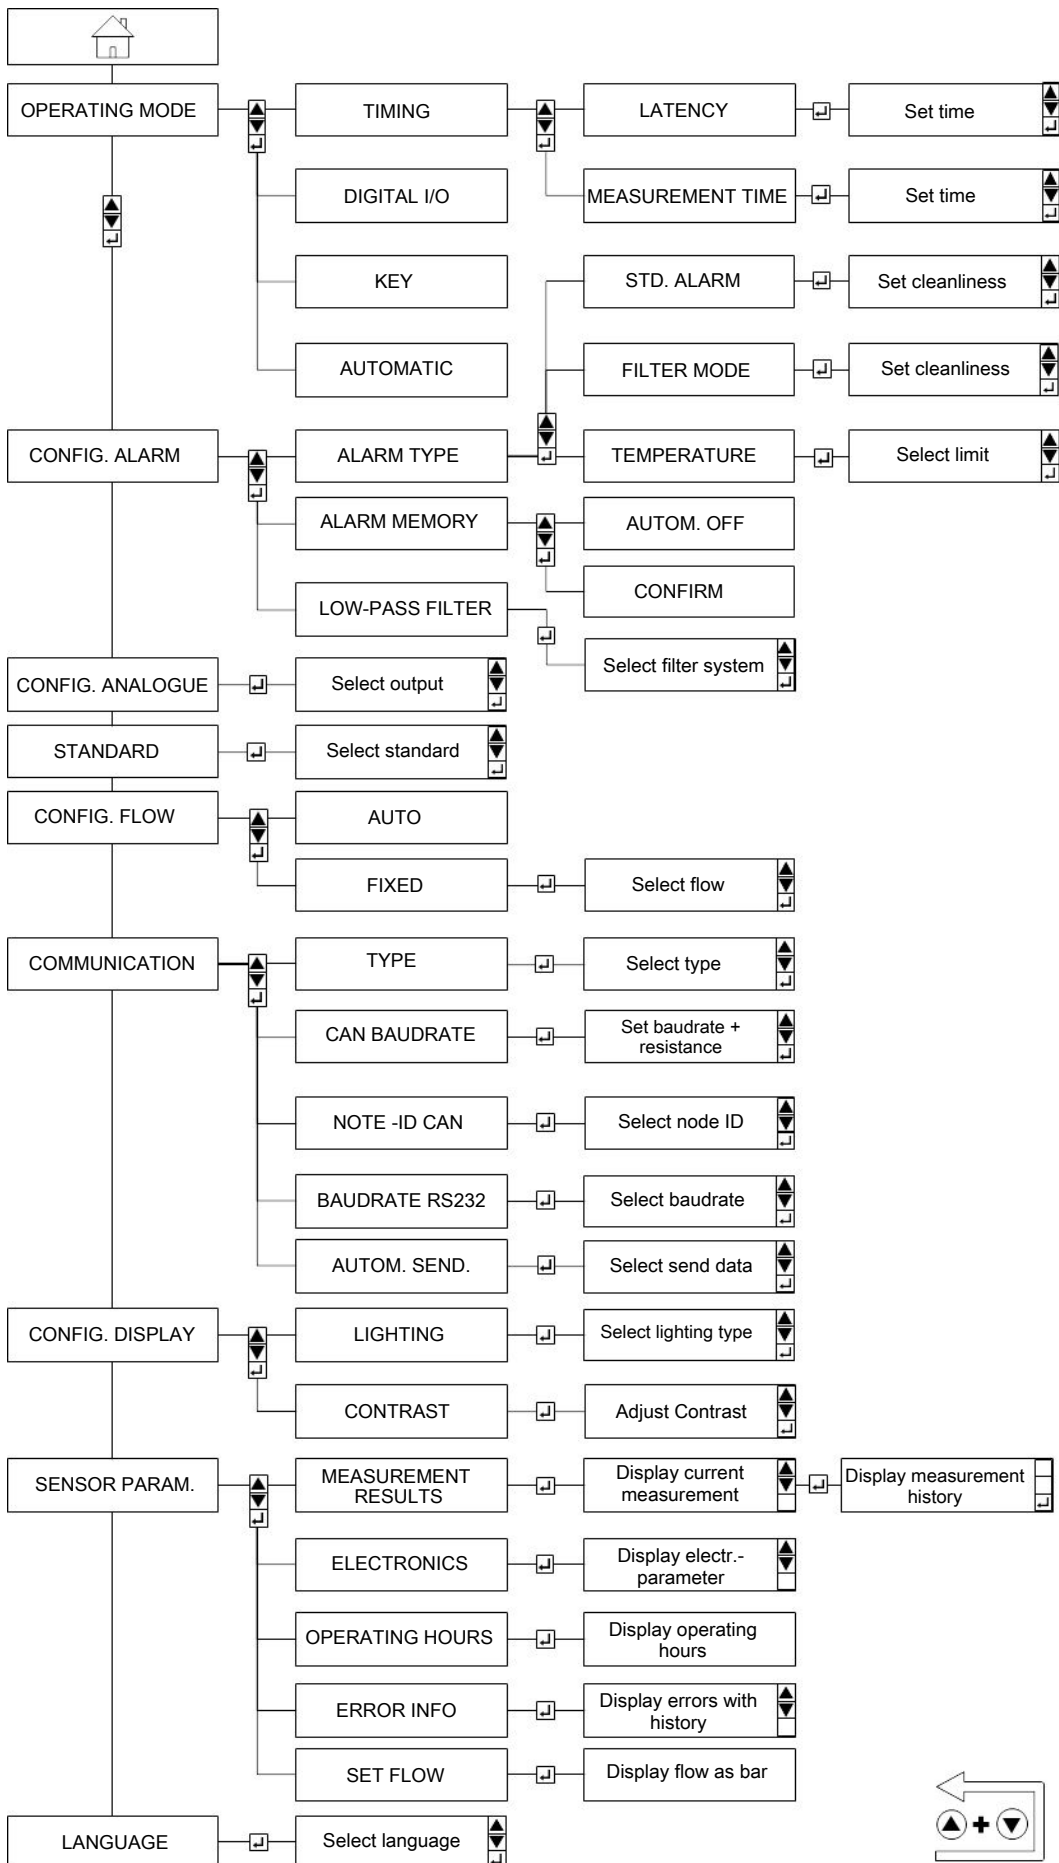 OPERATING MODE
TIMING
LATENCY
Set time
DIGITAL I/O
MEASUREMENT TIME
Set time
KEY
STD. ALARM
Set cleanliness
AUTOMATIC
FILTER MODE
Set cleanliness
CONFIG. ALARM
ALARM TYPE
TEMPERATURE
Select limit
ALARM MEMORY
AUTOM. OFF
CONFIRM
LOW-PASS FILTER
Select filter system
CONFIG. ANALOGUE
Select output
STANDARD
Select standard
CONFIG. FLOW
AUTO
FIXED
Select flow
COMMUNICATION
TYPE
Select type
CAN BAUDRATE
Set baudrate +
resistance
NOTE -ID CAN
Select node ID
BAUDRATE RS232
Select baudrate
AUTOM. SEND.
Select send data
CONFIG. DISPLAY
LIGHTING
Select lighting type
CONTRAST
Adjust Contrast
SENSOR PARAM.
MEASUREMENT
RESULTS
Display current
measurement
Display measurement
history
ELECTRONICS
Display electr.-
parameter
OPERATING HOURS
Display operating
hours
ERROR INFO
Display errors with
history
SET FLOW
Display flow as bar
LANGUAGE
Select language
+